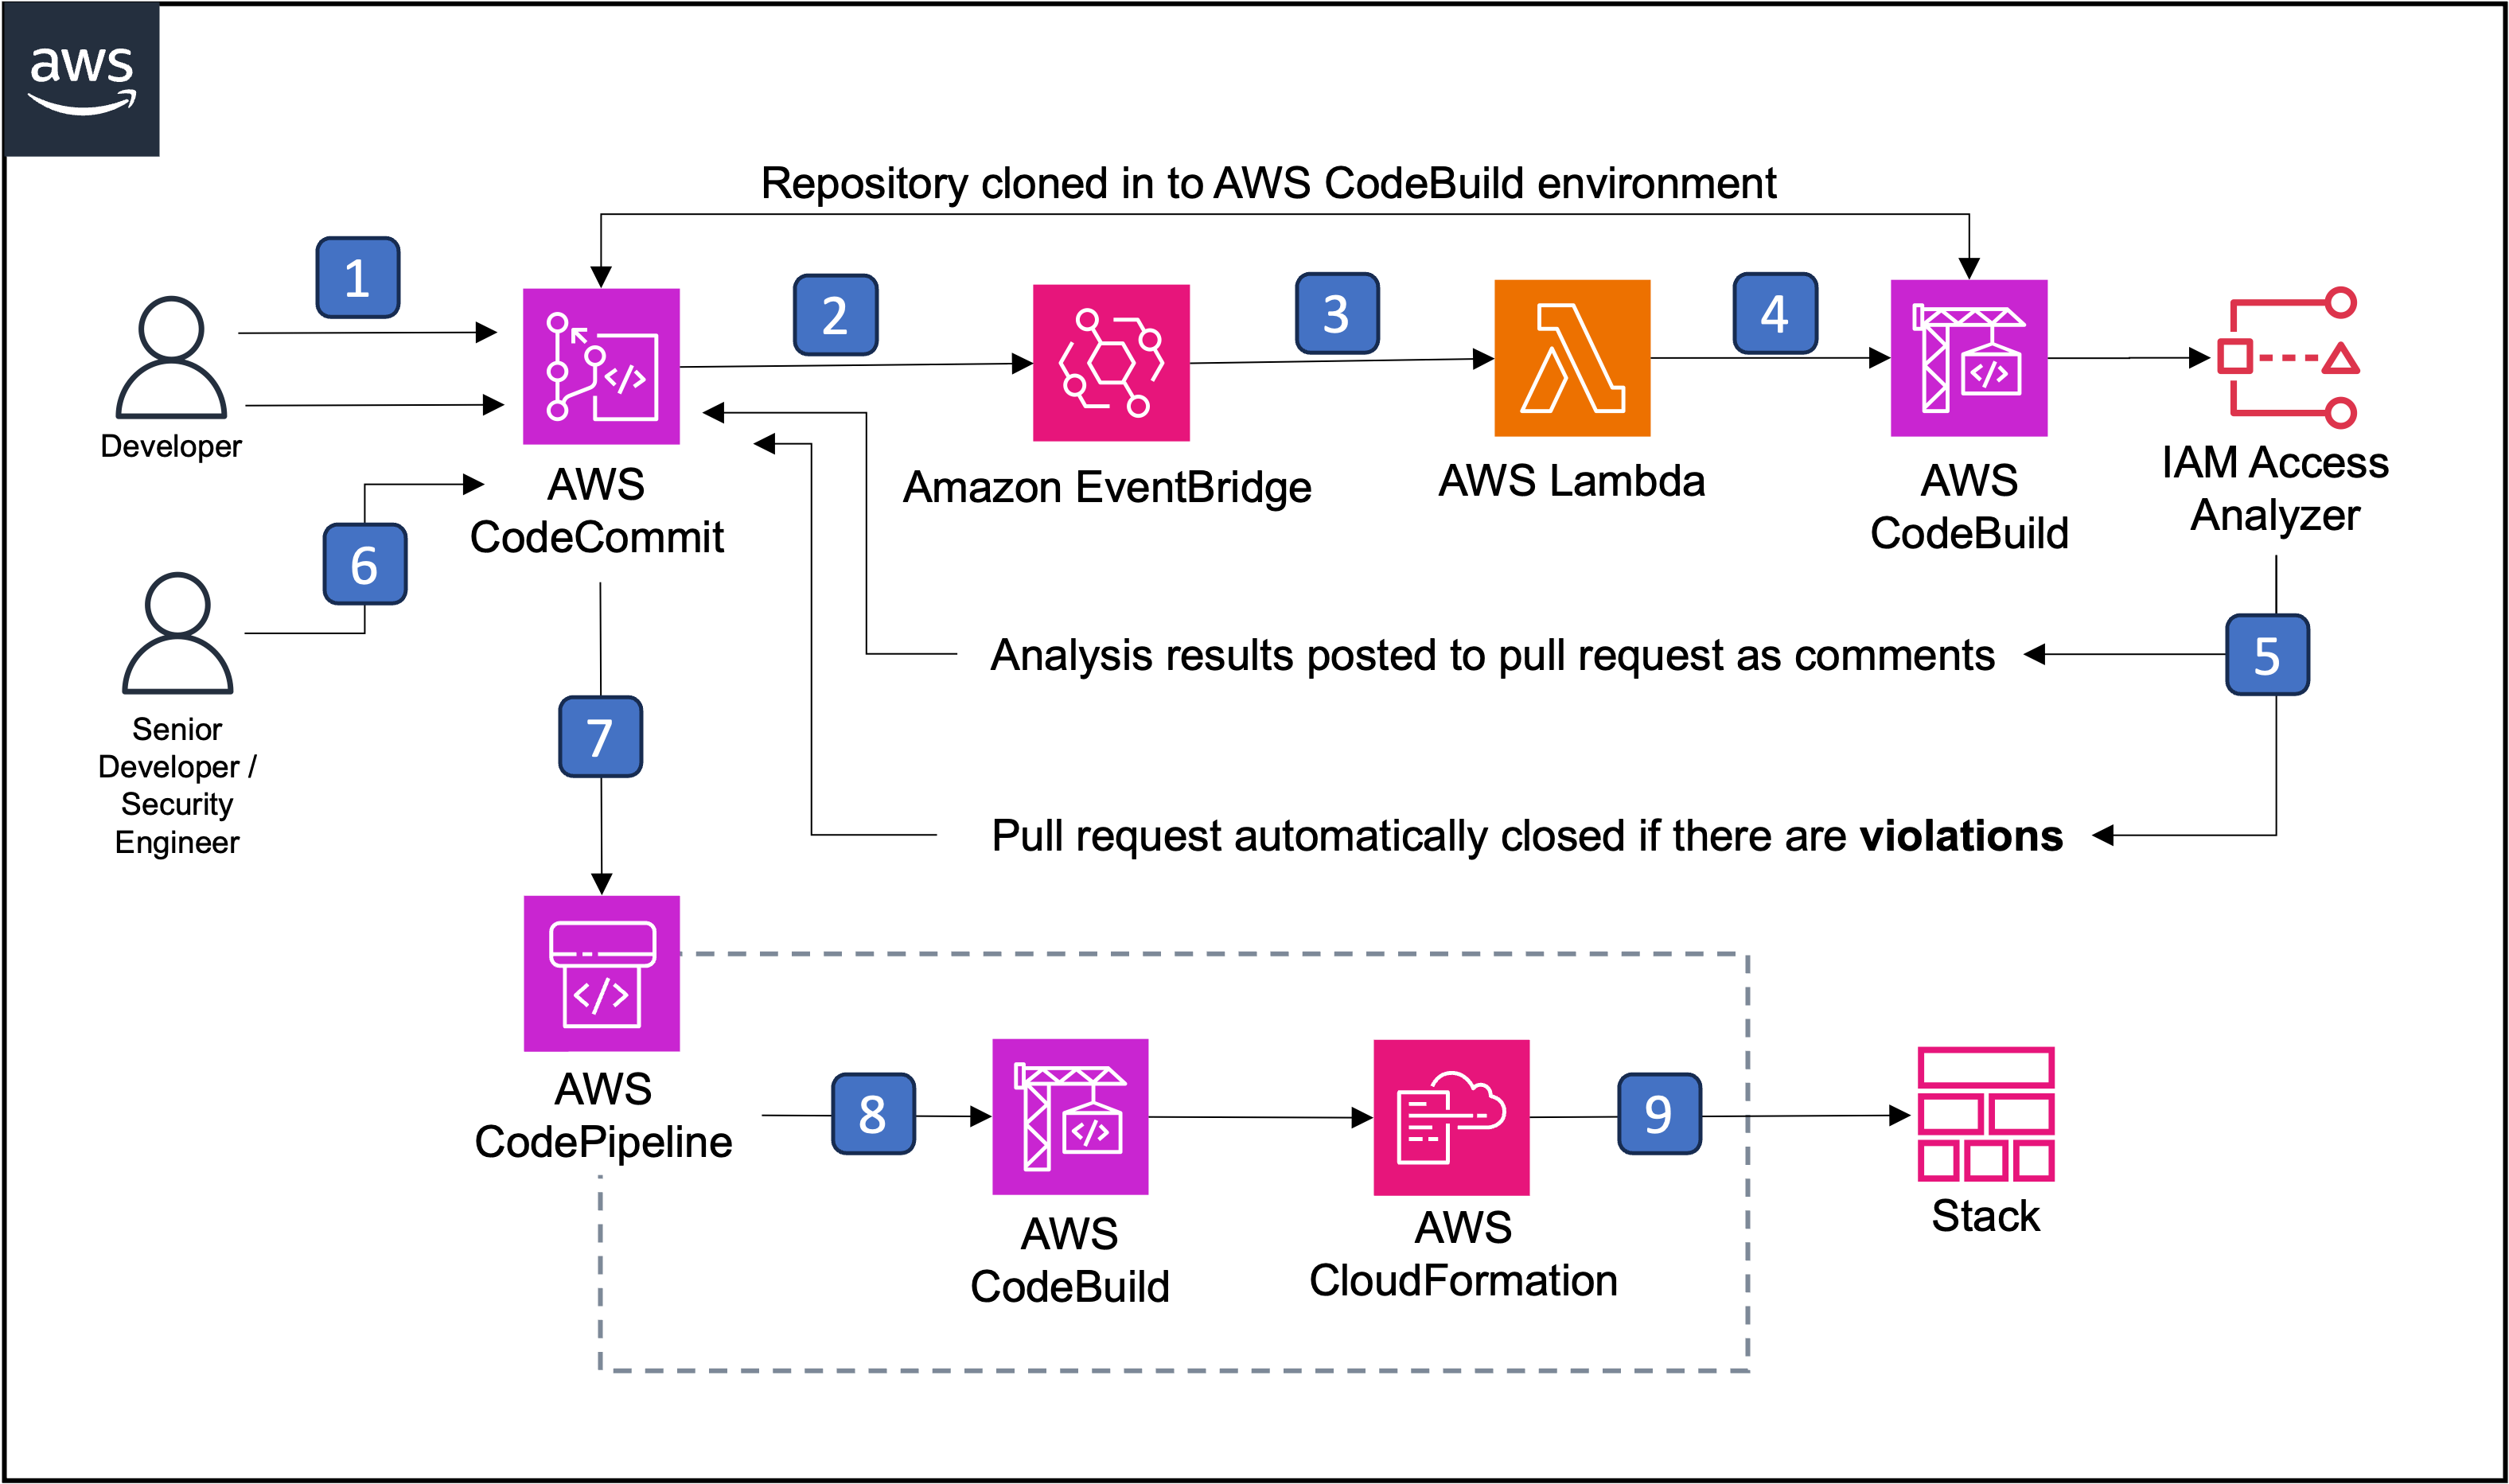 aws
Repository cloned in to AWS CodeBuild environment
1
2
3
4
Developer
AWS
CodeCommit
Amazon EventBridge
AWS Lambda
AWS
CodeBuild
IAM Access
Analyzer
6
Senior
Developer /
Security
Engineer
Analysis results posted to pull request as comments
5
7
Pull request automatically closed if there are violations
AWS
CodePipeline
8
AWS
CodeBuild
AWS
CloudFormation
9
Stack